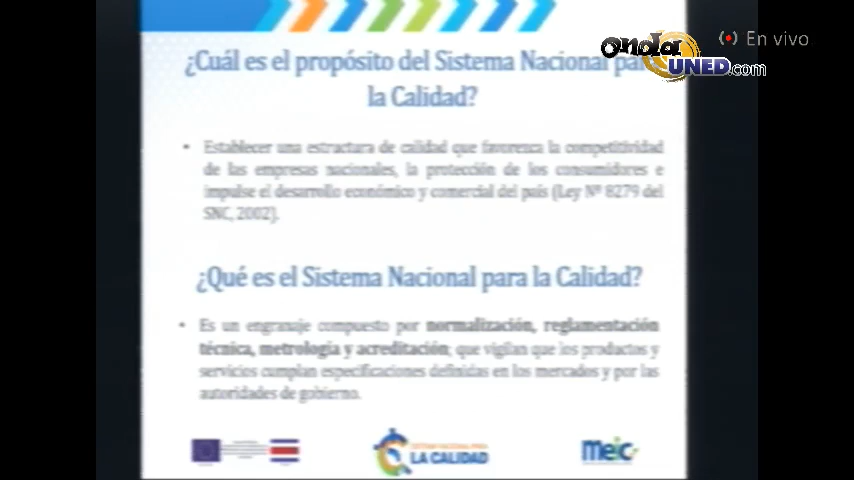 onda
UNED.com
En vivo
¿Cuál es el propósito del Sistema Nacional para
la Calidad?
• Establecer una estructura de calidad que favorezca la competitividad
de las empresas nacionales, la protección de los consumidores e
impulse el desarrollo económico y comercial del país (Ley Nº 8279 del
SNC, 2002).
¿Qué es el Sistema Nacional para la Calidad?
• Es un engranaje compuesto por normalización, reglamentación
técnica, metrología y acreditación; que vigilan que los productos y
servicios cumplan especificaciones definidas en los mercados y por las
autoridades de gobierno.
SISTEMA NACIONAL PARA
LA CALIDAD
meic